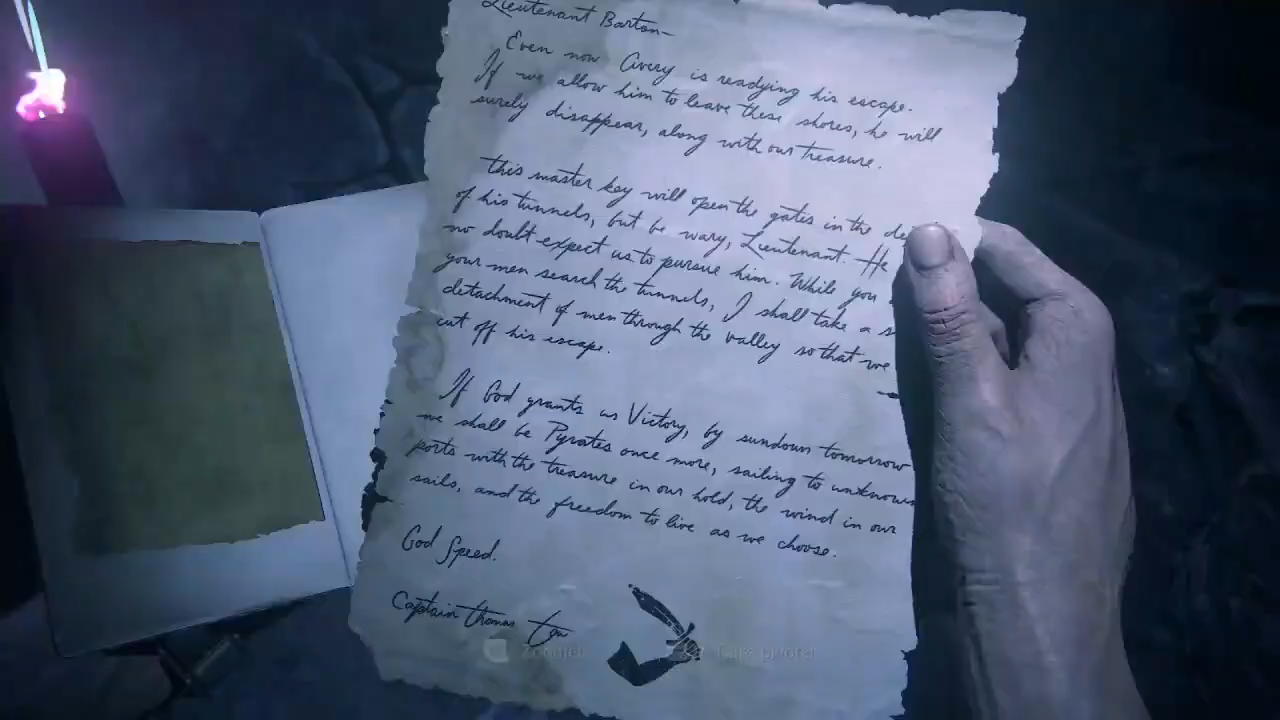 Lieutenant Barton-
Even now Avery is readying his escape.
If we allow him to leave these shores, he will
surely disappear, along with our treasure.
This master key will open the gates in the de
of his tunnels, but be wary, Lieutenant. He
no doubt expect us to pursue him. While you
your men search the tunnels, I shall take a s
detachment of men through the valley so that we
cut off his escape.
If God grants us Victory, by sundown tomorrow
we shall be Pyrates once more, sailing to unknown
ports with the treasure in our hold, the wind in our
sails, and the freedom to live as we choose.
God Speed.
Captain Thomas Tew